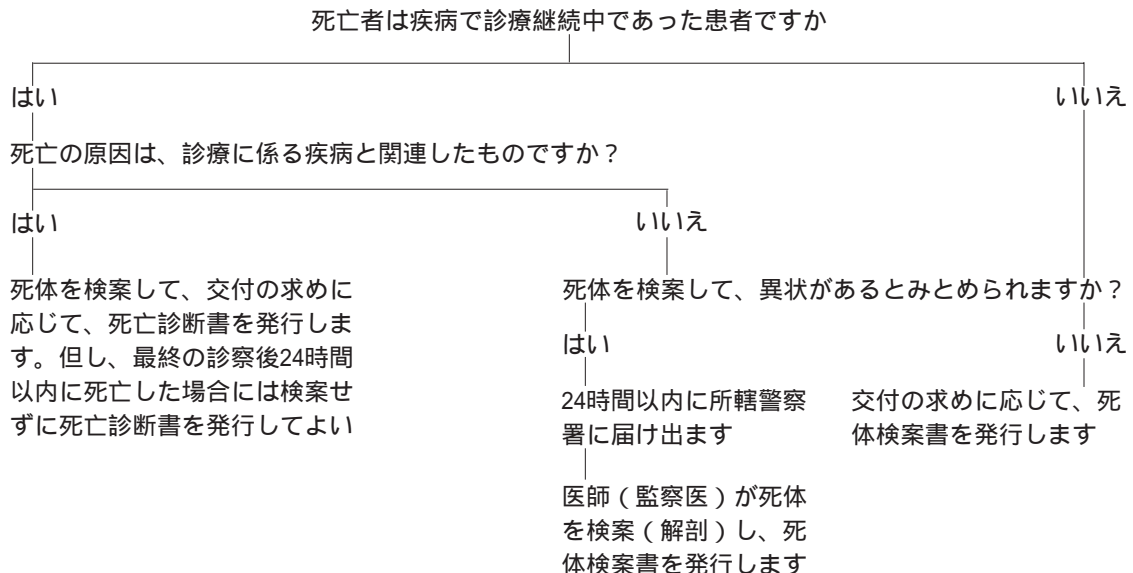 死亡者は疾病で診療継続中であった患者ですか
はい
いいえ
死亡の原因は、診療に係る疾病と関連したものですか？
はい
いいえ
死体を検案して、交付の求めに
応じて、死亡診断書を発行しま
す。但し、最終の診察後24時間
以内に死亡した場合には検案せ
ずに死亡診断書を発行してよい
死体を検案して、異状があるとみとめられますか？
はい
いいえ
24時間以内に所轄警察
署に届け出ます
交付の求めに応じて、死
体検案書を発行します
医師（監察医）が死体
を検案（解剖）し、死
体検案書を発行します